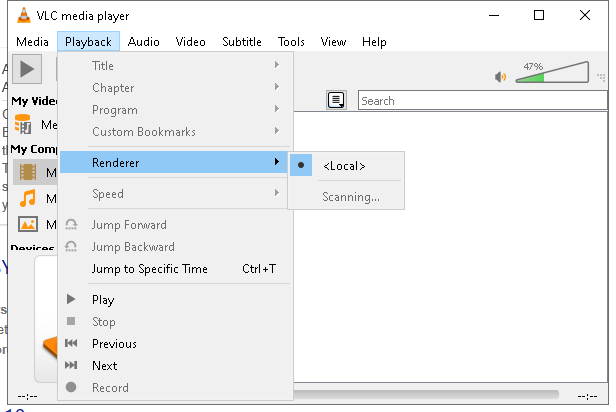 VLC media player
Media Playback Audio Video Subtitle Tools View Help
47%
Title
Chapter
Program
Custom Bookmarks
Renderer
<Local>
Scanning...
Speed
Jump Forward
Jump Backward
Jump to Specific Time Ctrl+T
Play
Stop
Previous
Next
Record
Search
My Vide
Me
My Comp
M
M
M
Devices
--:--
--:--